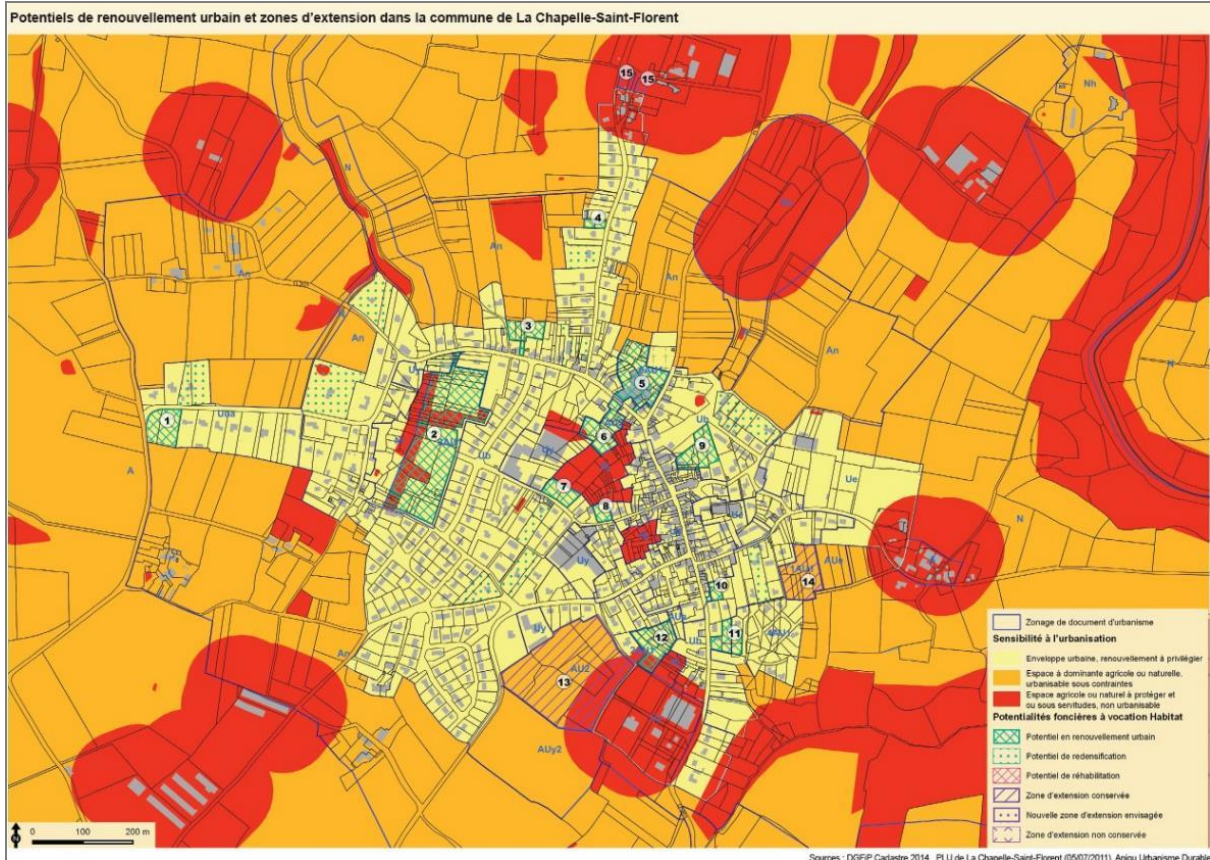 Potentiels de renouvellement urbain et zones d'extension dans la commune de La Chapelle-Saint-Florent
15 15
Nh
N
4
An
An
An
3
An
An
N
5
Ub
1
Uba
6
9
2
Ub
A
7
Ue
8
N
Uy
10
14
AUe
11
12
Ub
Uy
An
AU2
13
AUy2
Zonage de document d'urbanisme
Sensibilité à l'urbanisation
Enveloppe urbaine, renouvellement à privilégier
Espace à dominante agricole ou naturelle,
urbanisable sous contraintes
Espace agricole ou naturel à protéger et
ou sous servitudes, non urbanisable
Potentialités foncières à vocation Habitat
Potentiel en renouvellement urbain
Potentiel de redensification
Potentiel de réhabilitation
Zone d'extension conservée
Nouvelle zone d'extension envisagée
Zone d'extension non conservée
N
0 100 200 m
Sources : DGFiP Cadastre 2014, PLU de La Chapelle-Saint-Florent (05/07/2011), Anjou Urbanisme Durable